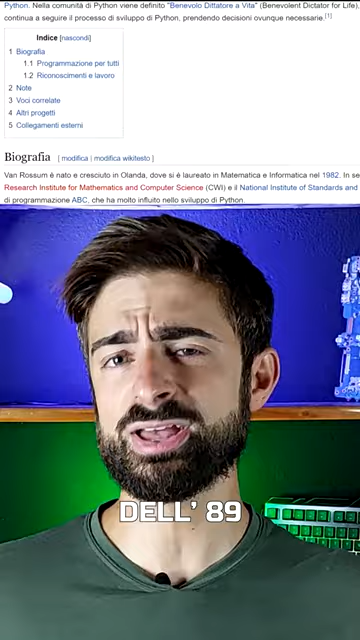 Python. Nella comunità di Python viene definito "Benevolo Dittatore a Vita" (Benevolent Dictator for Life),
continua a seguire il processo di sviluppo di Python, prendendo decisioni ovunque necessarie.[1]
Indice [nascondi]
1 Biografia
1.1 Programmazione per tutti
1.2 Riconoscimenti e lavoro
2 Note
3 Voci correlate
4 Altri progetti
5 Collegamenti esterni
Biografia [ modifica | modifica wikitesto ]
Van Rossum è nato e cresciuto in Olanda, dove si è laureato in Matematica e Informatica nel 1982. In se
Research Institute for Mathematics and Computer Science (CWI) e il National Institute of Standards and
di programmazione ABC, che ha molto influito nello sviluppo di Python.
DELL' 89